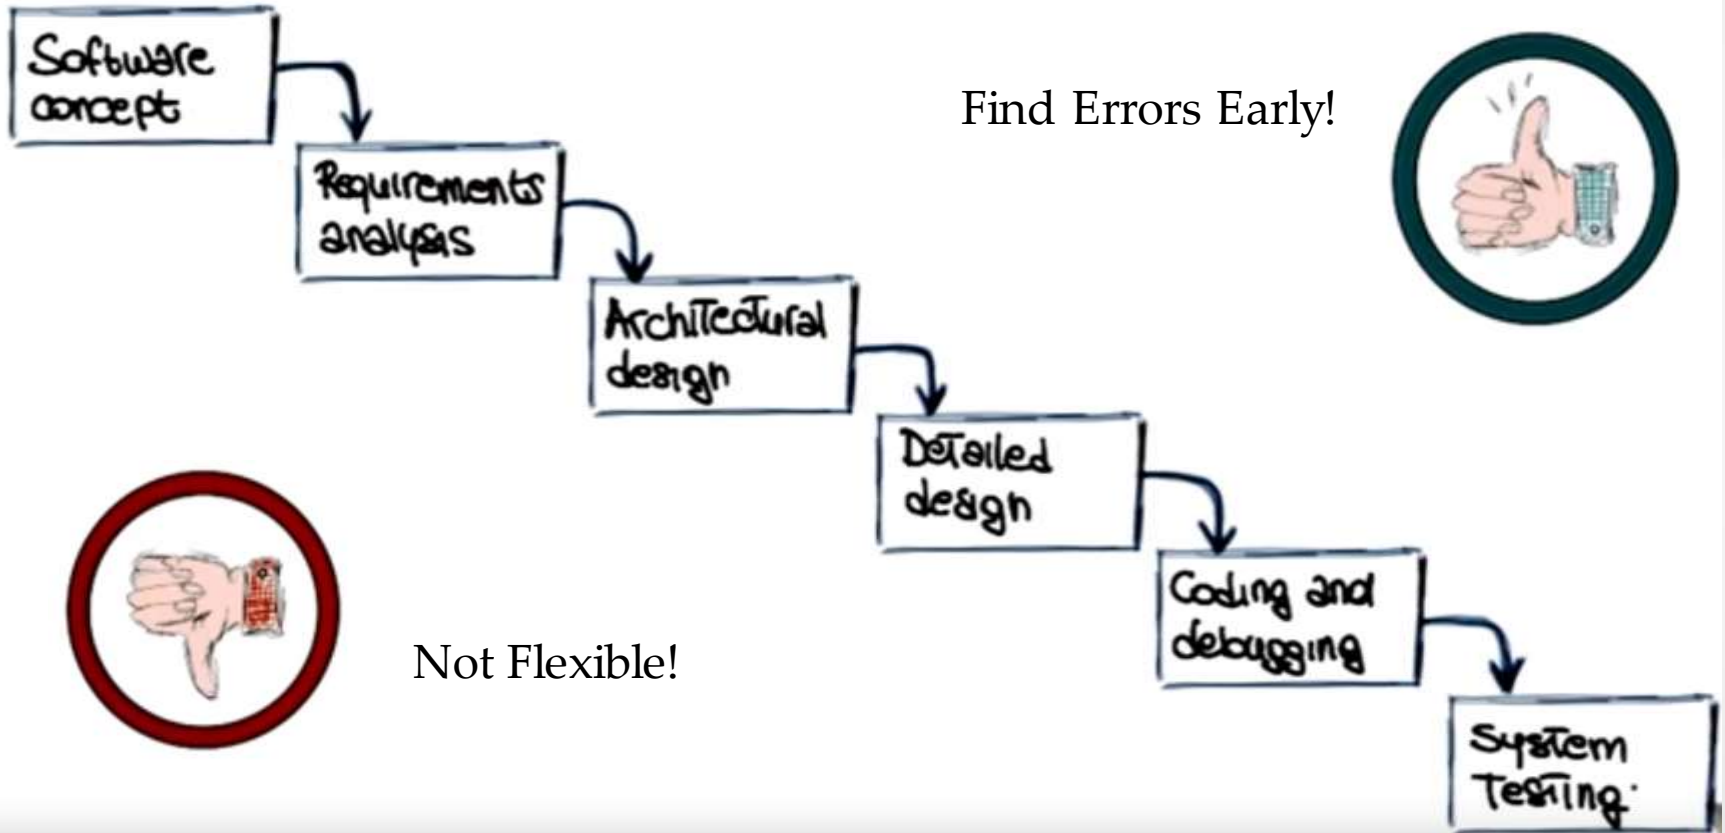 Software
concept
Find Errors Early!
Requirements
analysis
Architectural
design
Detailed
design
Not Flexible!
Coding and
debugging
System
Testing.